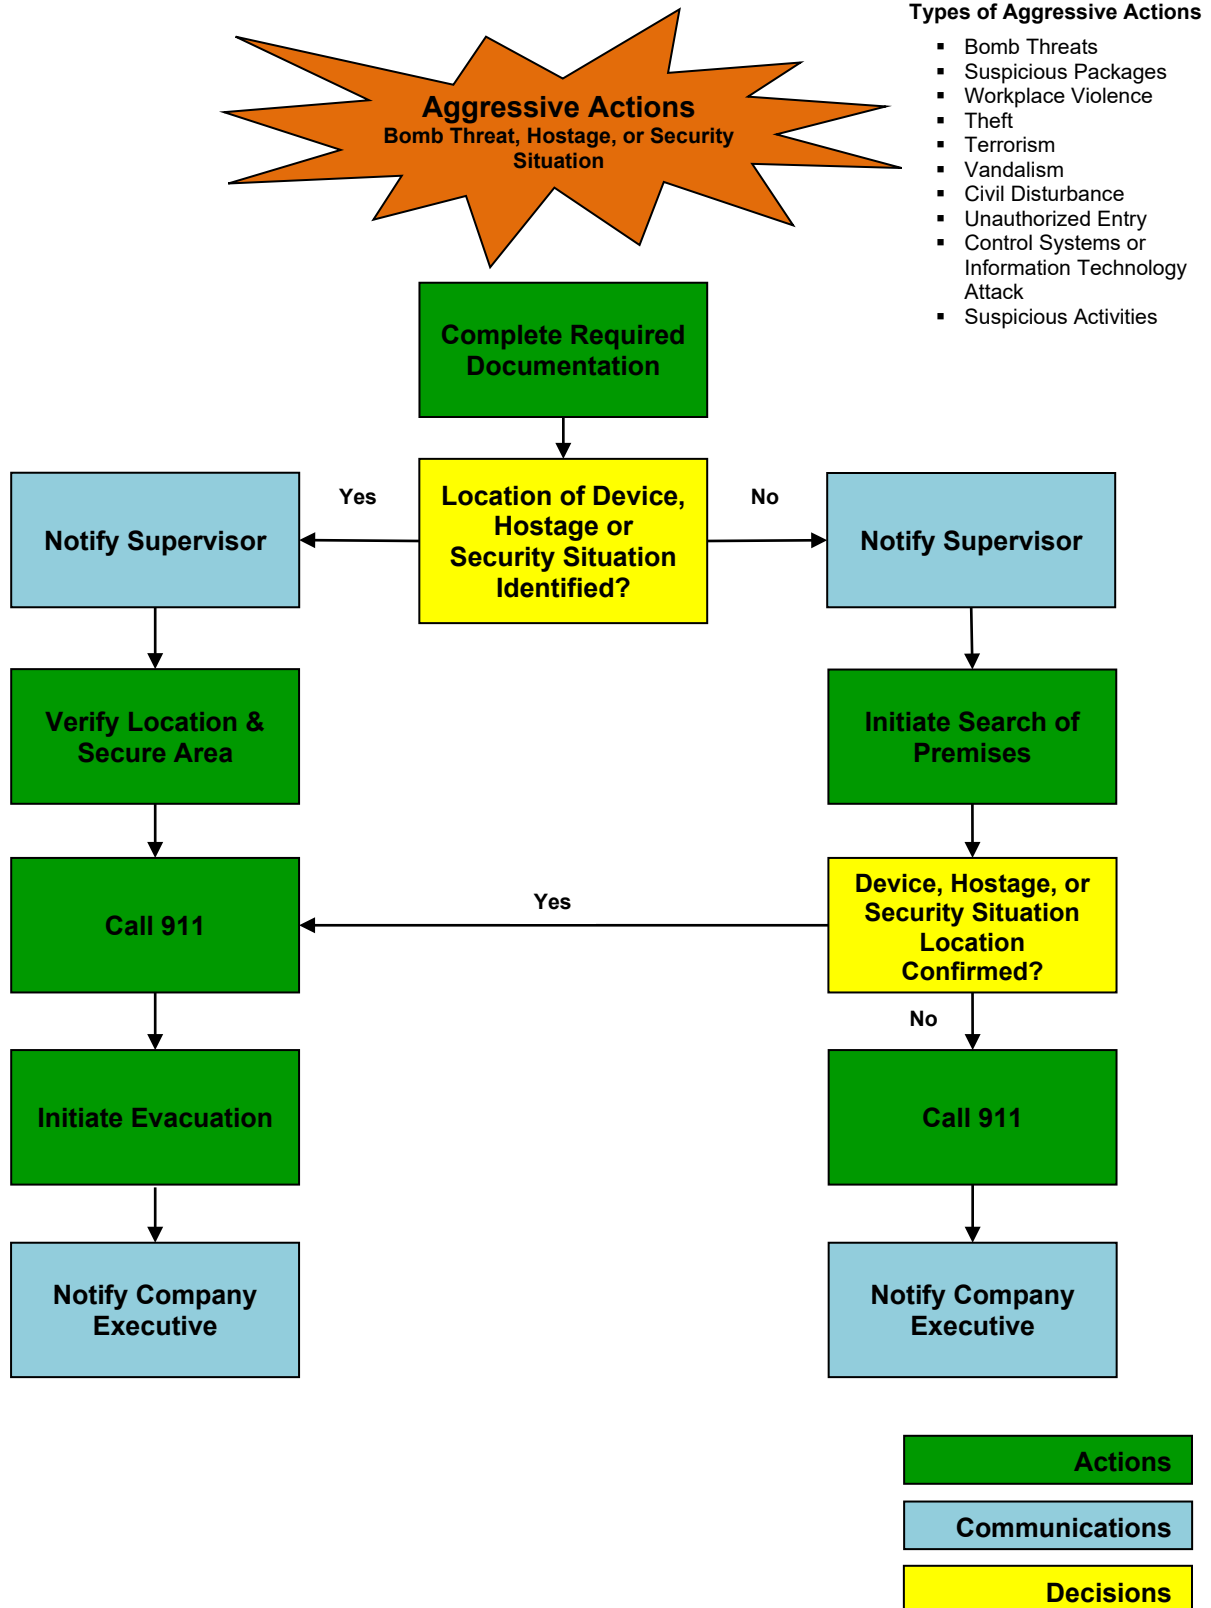 Types of Aggressive Actions
▪ Bomb Threats
▪ Suspicious Packages
▪ Workplace Violence
▪ Theft
▪ Terrorism
▪ Vandalism
▪ Civil Disturbance
▪ Unauthorized Entry
▪ Control Systems or
Information Technology
Attack
▪ Suspicious Activities
Aggressive Actions
Bomb Threat, Hostage, or Security
Situation
Complete Required
Documentation
Location of Device,
Hostage or
Security Situation
Identified?
Yes
No
Notify Supervisor
Notify Supervisor
Verify Location &
Secure Area
Initiate Search of
Premises
Call 911
Yes
Device, Hostage, or
Security Situation
Location
Confirmed?
No
Initiate Evacuation
Call 911
Notify Company
Executive
Notify Company
Executive
Actions
Communications
Decisions